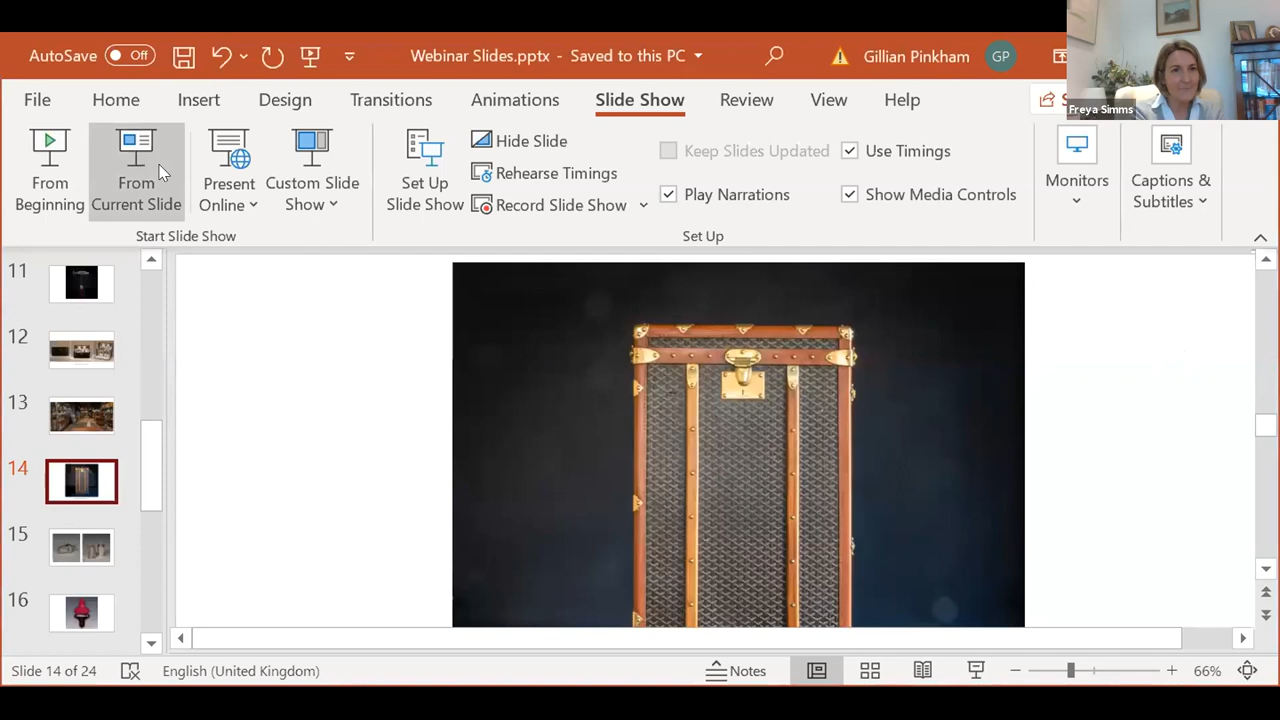 AutoSave Off
Webinar Slides.pptx - Saved to this PC
Gillian Pinkham GP
Freya Simms
File Home Insert Design Transitions Animations Slide Show Review View Help
From Beginning
From Current Slide
Present Online
Custom Slide Show
Start Slide Show
Set Up Slide Show
Hide Slide
Rehearse Timings
Record Slide Show
Keep Slides Updated
Use Timings
Play Narrations
Show Media Controls
Set Up
Monitors
Captions & Subtitles
11
12
13
14
15
16
Slide 14 of 24 English (United Kingdom) Notes 66%